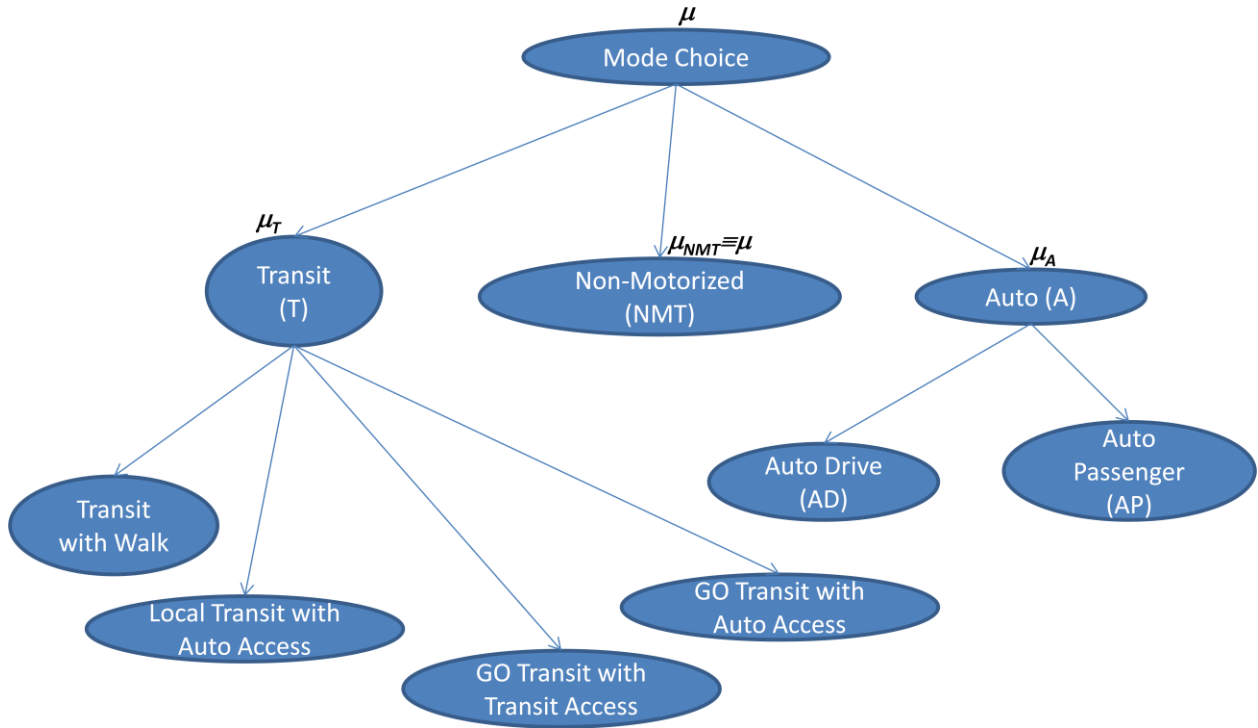 μ
Mode Choice
μT
Transit
(T)
μNMT≡μ
Non-Motorized
(NMT)
μA
Auto (A)
Transit
with Walk
Local Transit with
Auto Access
GO Transit with
Transit Access
GO Transit with
Auto Access
Auto Drive
(AD)
Auto
Passenger
(AP)